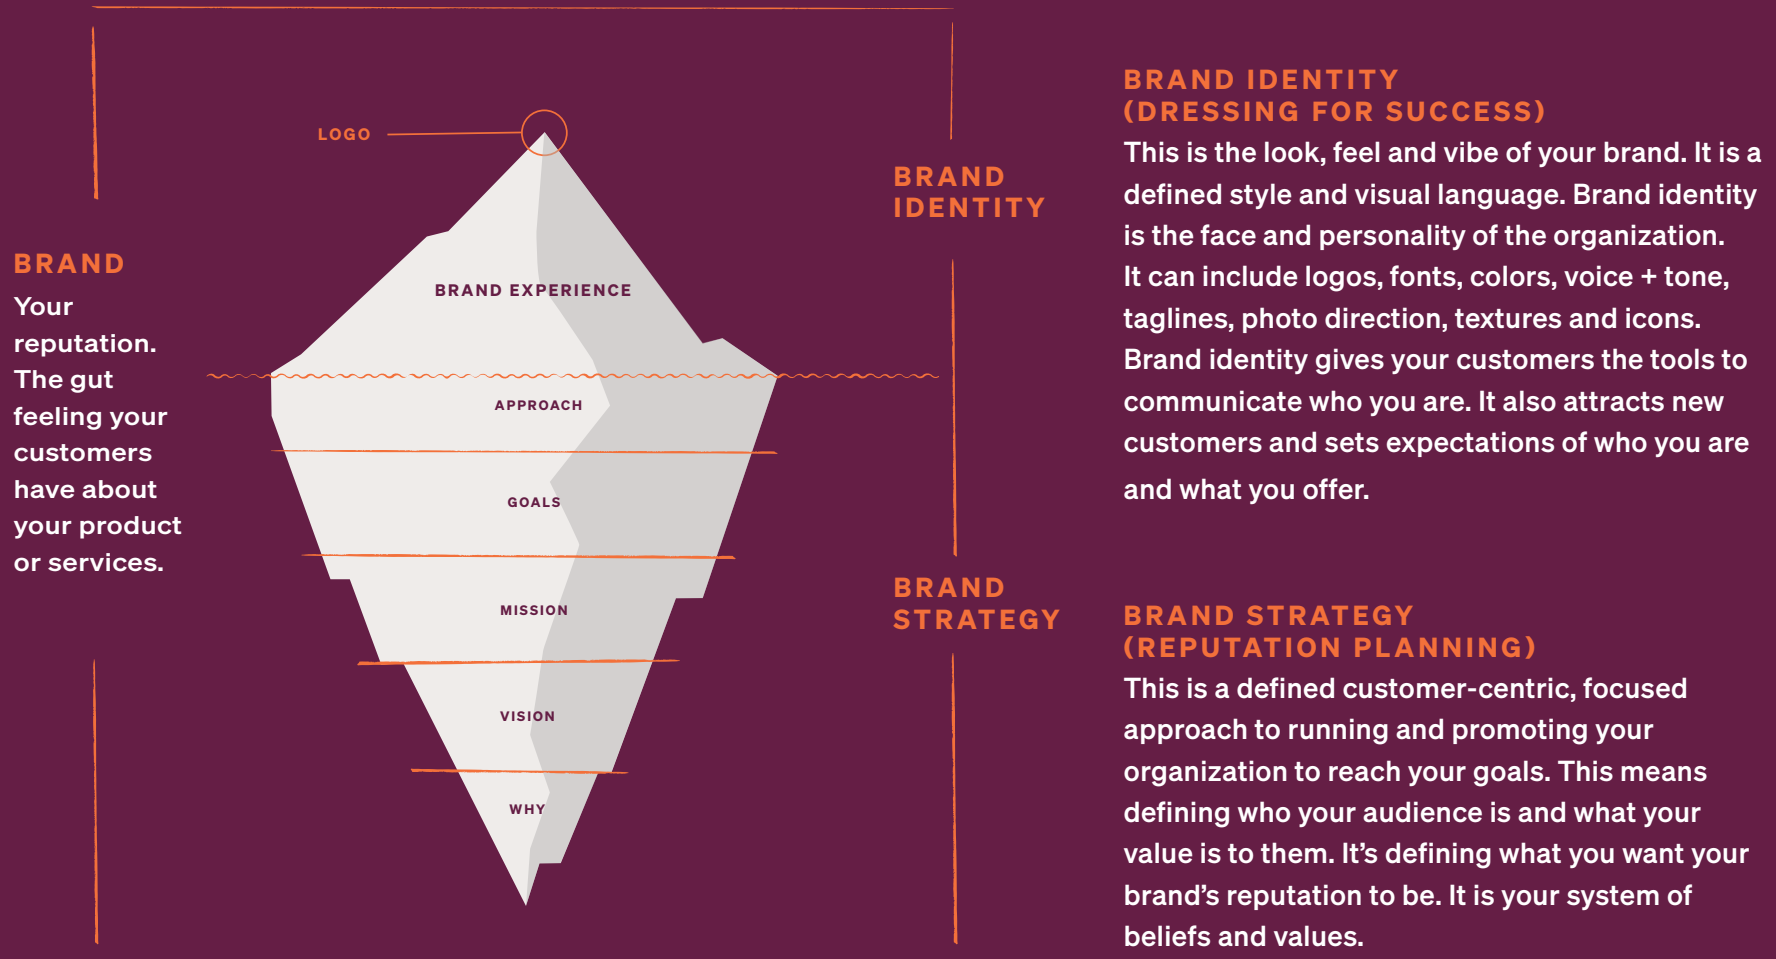 BRAND
Your
reputation.
The gut
feeling your
customers
have about
your product
or services.
LOGO
BRAND EXPERIENCE
APPROACH
GOALS
MISSION
VISION
WHY
BRAND
IDENTITY
BRAND
STRATEGY
BRAND IDENTITY
(DRESSING FOR SUCCESS)
This is the look, feel and vibe of your brand. It is a
defined style and visual language. Brand identity
is the face and personality of the organization.
It can include logos, fonts, colors, voice + tone,
taglines, photo direction, textures and icons.
Brand identity gives your customers the tools to
communicate who you are. It also attracts new
customers and sets expectations of who you are
and what you offer.
BRAND STRATEGY
(REPUTATION PLANNING)
This is a defined customer-centric, focused
approach to running and promoting your
organization to reach your goals. This means
defining who your audience is and what your
value is to them. It’s defining what you want your
brand’s reputation to be. It is your system of
beliefs and values.